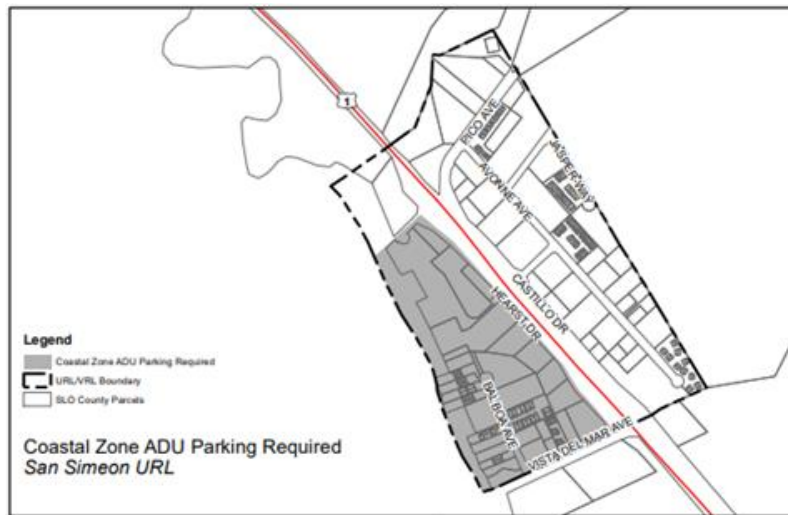 1
PICO AVE
JASPER WAY
AVONNE AVE
CASTILLO DR
HEARST DR
BALBOA AVE
VISTA DEL MAR AVE
Legend
Coastal Zone ADU Parking Required
URL/VRL Boundary
SLO County Parcels
Coastal Zone ADU Parking Required
San Simeon URL